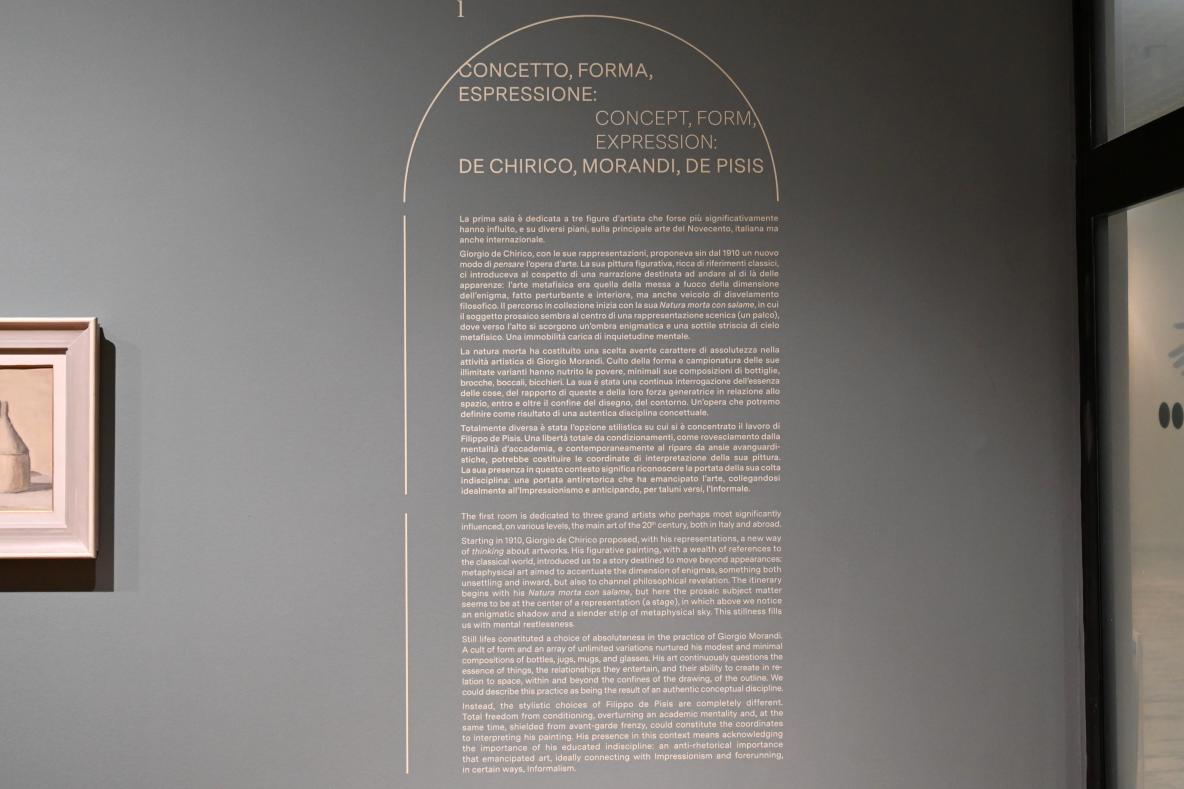 1
CONCETTO, FORMA,
ESPRESSIONE:
CONCEPT, FORM,
EXPRESSION:
DE CHIRICO, MORANDI, DE PISIS
La prima sala è dedicata a tre figure d'artista che forse più significativamente
hanno influito, e su diversi piani, sulla principale arte del Novecento, italiana ma
anche internazionale.
Giorgio de Chirico, con le sue rappresentazioni, proponeva sin dal 1910 un nuovo
modo di pensare l'opera d'arte. La sua pittura figurativa, ricca di riferimenti classici,
ci introduceva al cospetto di una narrazione destinata ad andare al di là delle
apparenze: l'arte metafisica era quella della messa a fuoco della dimensione
dell'enigma, fatto perturbante e interiore, ma anche veicolo di disvelamento
filosofico. Il percorso in collezione inizia con la sua Natura morta con salame, in cui
il soggetto prosaico sembra al centro di una rappresentazione scenica (un palco),
dove verso l'alto si scorgono un'ombra enigmatica e una sottile striscia di cielo
metafisico. Una immobilità carica di inquietudine mentale.
La natura morta ha costituito una scelta avente carattere di assolutezza nella
attività artistica di Giorgio Morandi. Culto della forma e campionatura delle sue
illimitate varianti hanno nutrito le povere, minimali sue composizioni di bottiglie,
brocche, boccali, bicchieri. La sua è stata una continua interrogazione dell'essenza
delle cose, del rapporto di queste e della loro forza generatrice in relazione allo
spazio, entro e oltre il confine del disegno, del contorno. Un'opera che potremo
definire come risultato di una autentica disciplina concettuale.
Totalmente diversa è stata l'opzione stilistica su cui si è concentrato il lavoro di
Filippo de Pisis. Una libertà totale da condizionamenti, come rovesciamento dalla
mentalità d'accademia, e contemporaneamente al riparo da ansie avanguardi-
stiche, potrebbe costituire le coordinate di interpretazione della sua pittura.
La sua presenza in questo contesto significa riconoscere la portata della sua colta
indisciplina: una portata antiretorica che ha emancipato l'arte, collegandosi
idealmente all'Impressionismo e anticipando, per taluni versi, l'Informale.
The first room is dedicated to three grand artists who perhaps most significantly
influenced, on various levels, the main art of the 20th century, both in Italy and abroad.
Starting in 1910, Giorgio de Chirico proposed, with his representations, a new way
of thinking about artworks. His figurative painting, with a wealth of references to
the classical world, introduced us to a story destined to move beyond appearances:
metaphysical art aimed to accentuate the dimension of enigmas, something both
unsettling and inward, but also to channel philosophical revelation. The itinerary
begins with his Natura morta con salame, but here the prosaic subject matter
seems to be at the center of a representation (a stage), in which above we notice
an enigmatic shadow and a slender strip of metaphysical sky. This stillness fills
us with mental restlessness.
Still lifes constituted a choice of absoluteness in the practice of Giorgio Morandi.
A cult of form and an array of unlimited variations nurtured his modest and minimal
compositions of bottles, jugs, mugs, and glasses. His art continuously questions the
essence of things, the relationships they entertain, and their ability to create in re-
lation to space, within and beyond the confines of the drawing, of the outline. We
could describe this practice as being the result of an authentic conceptual discipline.
Instead, the stylistic choices of Filippo de Pisis are completely different.
Total freedom from conditioning, overturning an academic mentality and, at the
same time, shielded from avant-garde frenzy, could constitute the coordinates
to interpreting his painting. His presence in this context means acknowledging
the importance of his educated indiscipline: an anti-rhetorical importance
that emancipated art, ideally connecting with Impressionism and forerunning,
in certain ways, Informalism.